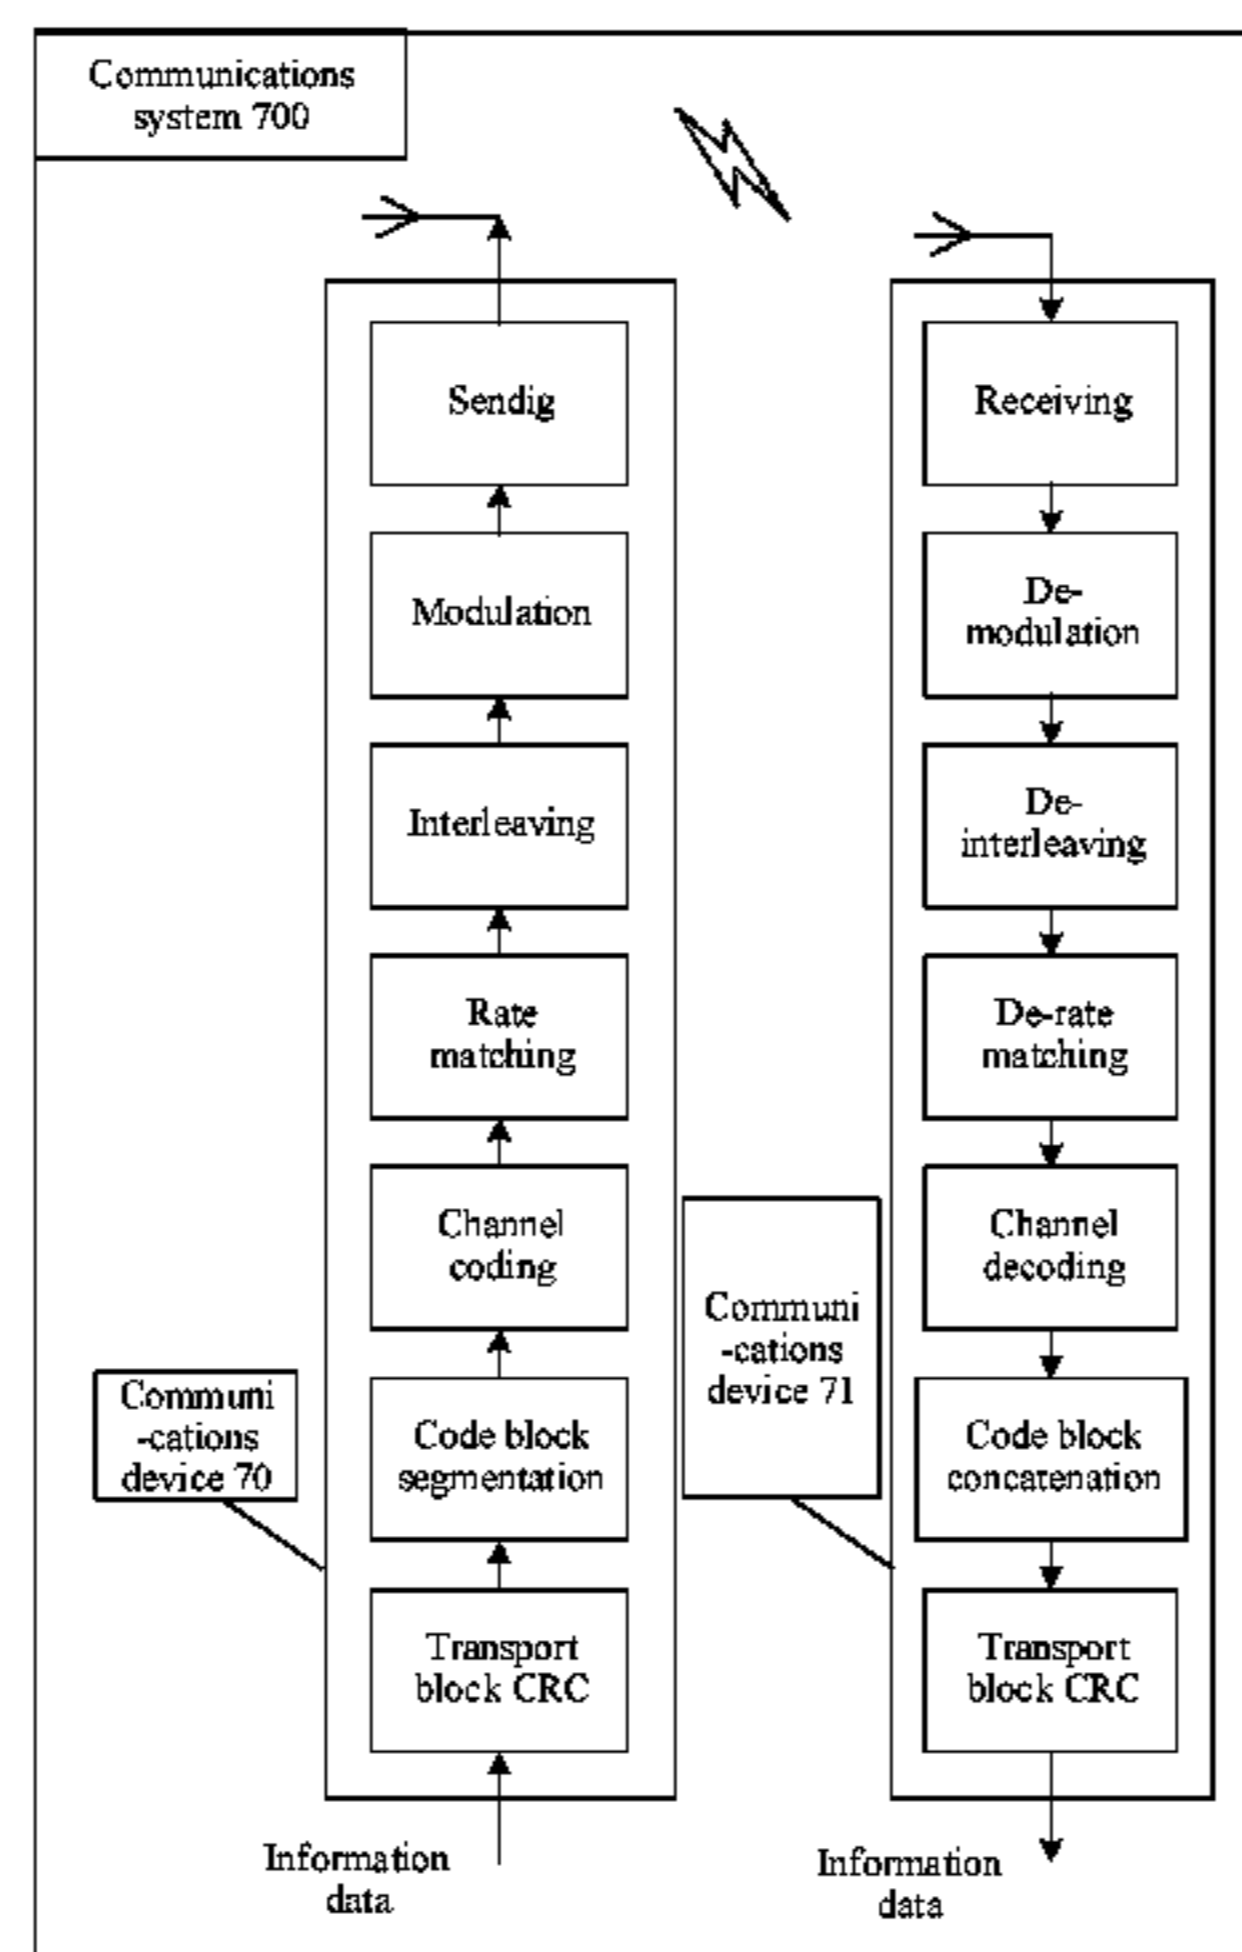 Communications
system 700
Sendig
Modulation
Interleaving
Rate
matching
Channel
coding
Code block
segmentation
Transport
block CRC
Communi
-cations
device 70
Information
data
Receiving
De-
modulation
De-
interleaving
De-rate
matching
Channel
decoding
Code block
concatenation
Transport
block CRC
Communi
-cations
device 71
Information
data